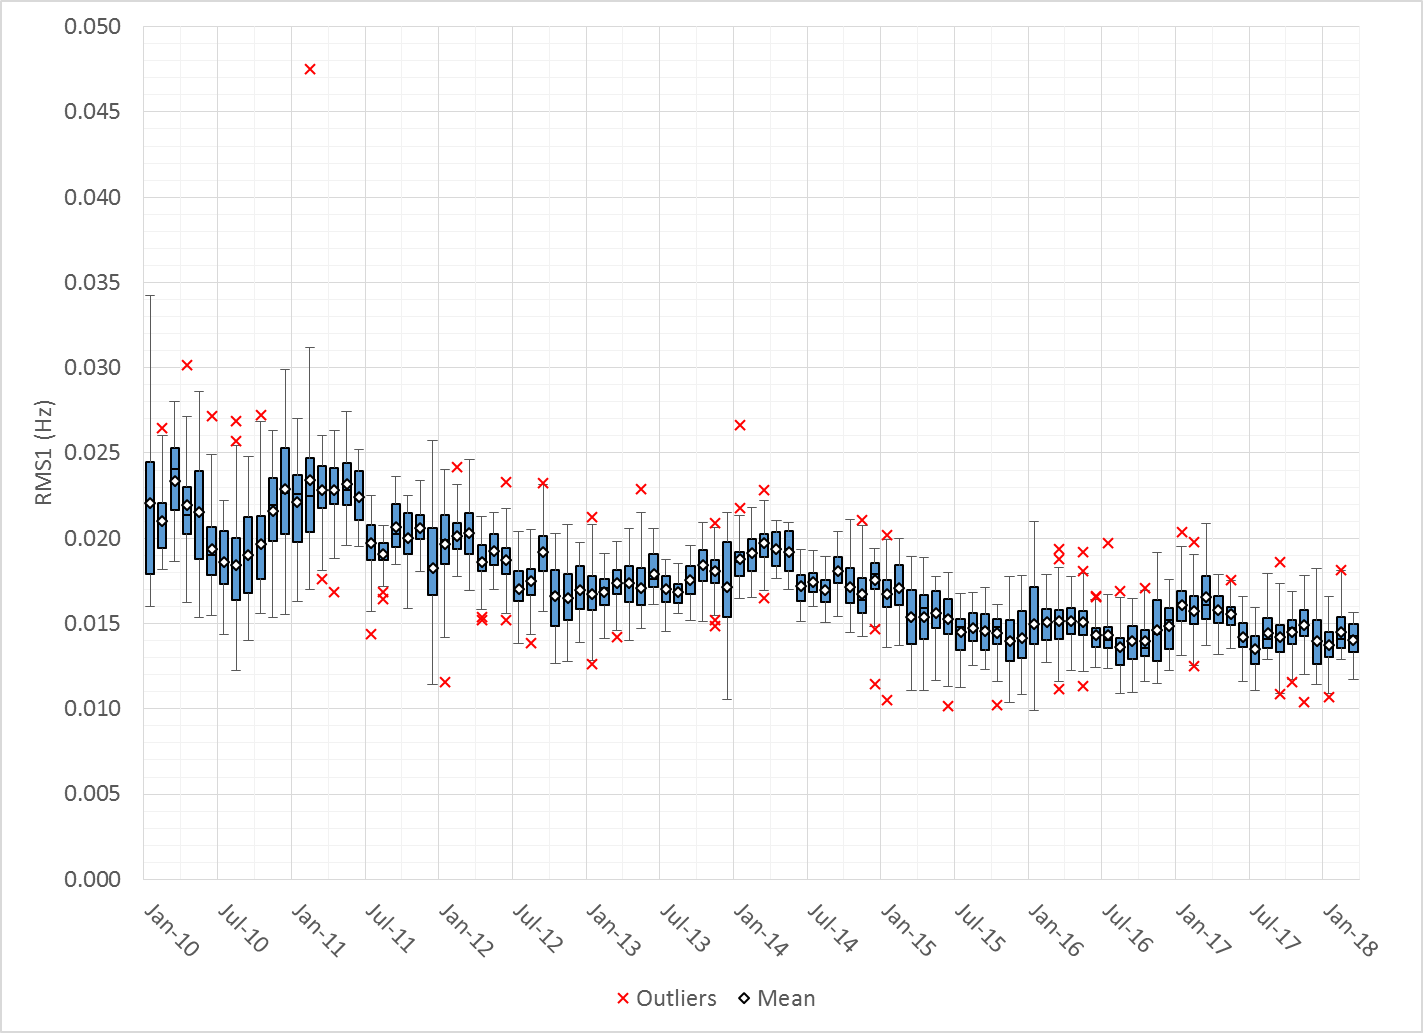 0.050
0.045
0.040
0.035
0.030
0.025
0.020
0.015
0.010
0.005
0.000
RMS1 (Hz)
Jan-10
Jul-10
Jan-11
Jul-11
Jan-12
Jul-12
Jan-13
Jul-13
Jan-14
Jul-14
Jan-15
Jul-15
Jan-16
Jul-16
Jan-17
Jul-17
Jan-18
Outliers Mean